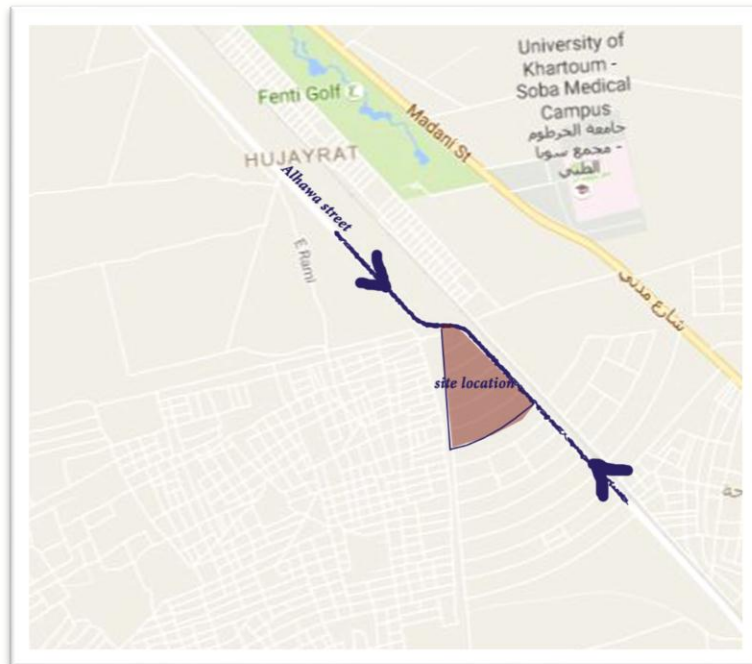 University of
Khartoum -
Soba Medical
Campus
جامعة الخرطوم
- مجمع سوبا
الطبي
Fenti Golf
Madani St
HUJAYRAT
Alhawa street
E Rami
شارع مدني
site location
حة